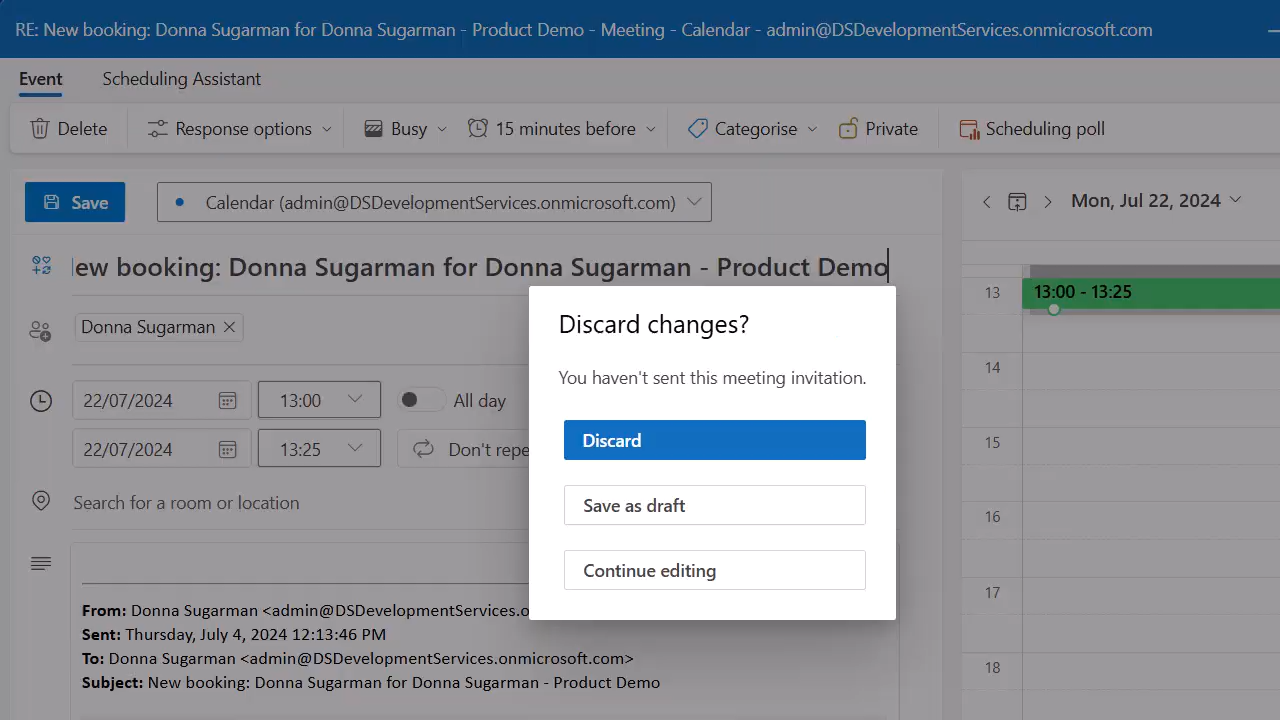 RE: New booking: Donna Sugarman for Donna Sugarman - Product Demo - Meeting - Calendar - admin@DSDevelopmentServices.onmicrosoft.com
Event Scheduling Assistant
Delete Response options Busy 15 minutes before Categorise Private Scheduling poll
Save Calendar (admin@DSDevelopmentServices.onmicrosoft.com)
Mon, Jul 22, 2024
ew booking: Donna Sugarman for Donna Sugarman - Product Demo
Donna Sugarman
22/07/2024 13:00 All day
22/07/2024 13:25 Don't repe
Search for a room or location
From: Donna Sugarman <admin@DSDevelopmentServices.o
Sent: Thursday, July 4, 2024 12:13:46 PM
To: Donna Sugarman <admin@DSDevelopmentServices.onmicrosoft.com>
Subject: New booking: Donna Sugarman for Donna Sugarman - Product Demo
Discard changes?
You haven't sent this meeting invitation.
Discard
Save as draft
Continue editing
13 13:00 - 13:25
14
15
16
17
18